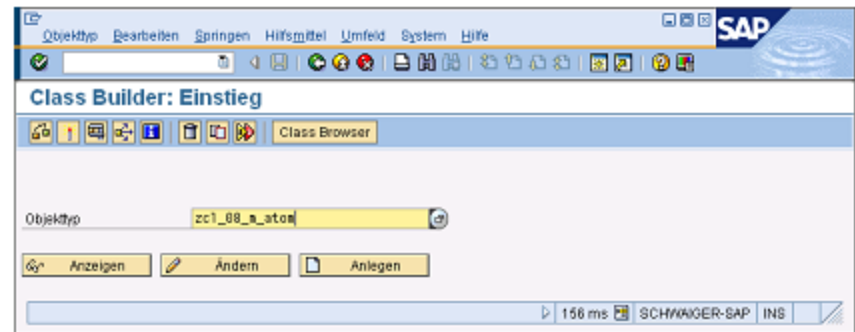 Objekttyp Bearbeiten Springen Hilfsmittel Umfeld System Hilfe
SAP
Class Builder: Einstieg
Class Browser
Objekttyp zcl_08_m_atom
Anzeigen Ändern Anlegen
156 ms SCHWAIGER-SAP INS